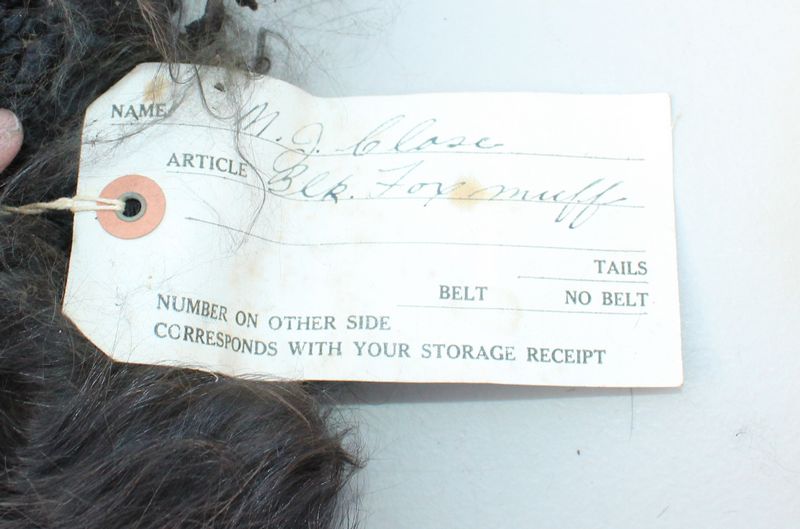 NAME M. J. Close
ARTICLE Blk. Fox muff
TAILS
BELT NO BELT
NUMBER ON OTHER SIDE
CORRESPONDS WITH YOUR STORAGE RECEIPT